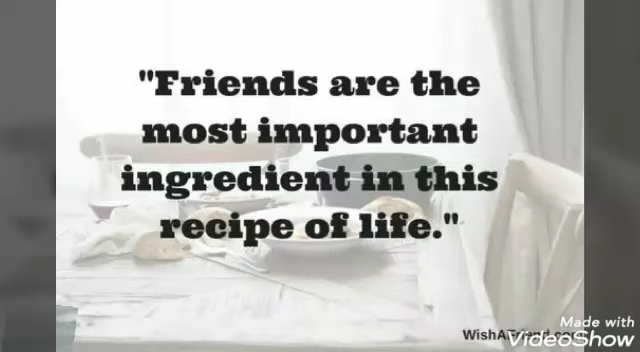 "Friends are the
most important
ingredient in this
recipe of life."
Made with
VideoShow